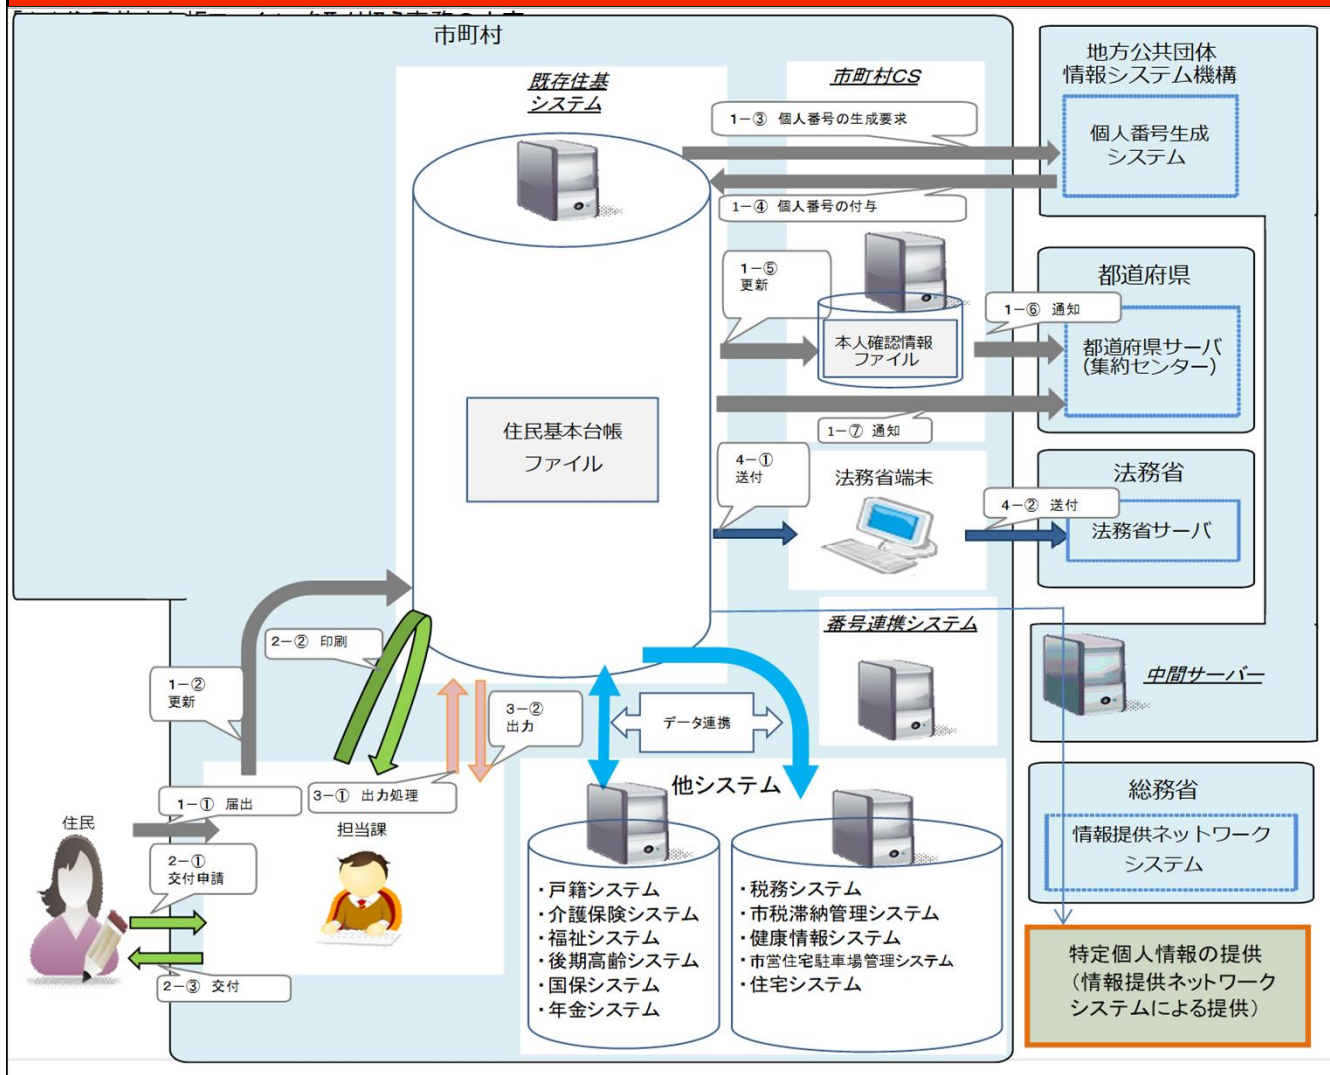 市町村
既存住基
システム
市町村CS
地方公共団体
情報システム機構
個人番号生成
システム
1－③ 個人番号の生成要求
1－④ 個人番号の付与
1－⑤
更新
本人確認情報
ファイル
1－⑥ 通知
都道府県
都道府県サーバ
(集約センター)
1－⑦ 通知
住民基本台帳
ファイル
4－①
送付
法務省端末
4－② 送付
法務省
法務省サーバ
番号連携システム
中間サーバー
2－② 印刷
1－②
更新
3－②
出力
データ連携
3－① 出力処理
1－① 届出
住民
担当課
2－①
交付申請
2－③ 交付
他システム
・戸籍システム
・介護保険システム
・福祉システム
・後期高齢システム
・国保システム
・年金システム
・税務システム
・市税滞納管理システム
・健康情報システム
・市営住宅駐車場管理システム
・住宅システム
総務省
情報提供ネットワーク
システム
特定個人情報の提供
（情報提供ネットワーク
システムによる提供）